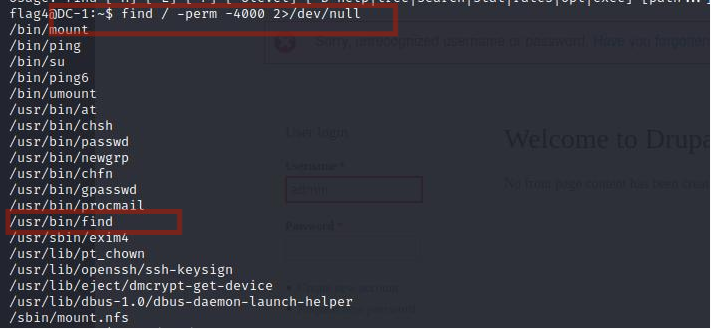 flag4@DC-1:~$ find / -perm -4000 2>/dev/null
/bin/mount
/bin/ping
/bin/su
/bin/ping6
/bin/umount
/usr/bin/at
/usr/bin/chsh
/usr/bin/passwd
/usr/bin/newgrp
/usr/bin/chfn
/usr/bin/gpasswd
/usr/bin/procmail
/usr/bin/find
/usr/sbin/exim4
/usr/lib/pt_chown
/usr/lib/openssh/ssh-keysign
/usr/lib/eject/dmcrypt-get-device
/usr/lib/dbus-1.0/dbus-daemon-launch-helper
/sbin/mount.nfs
Sorry, unrecognized username or password.
User login
Welcome to Drupa
Username *
admin
No front page content has been create
Password *